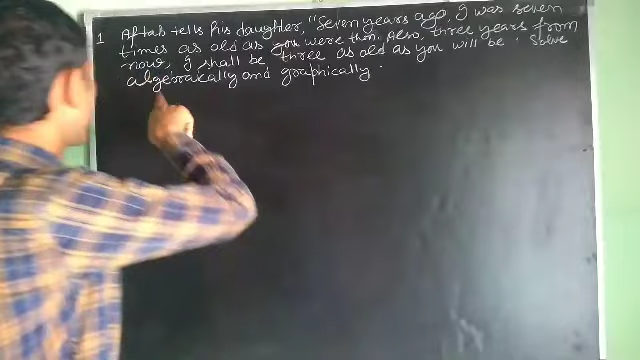 1 Aftab tells his daughter, "Seven years ago, I was seven
times as old as you were then. Also, three years from
now, I shall be three as old as you will be. Solve
algebraically and graphically.